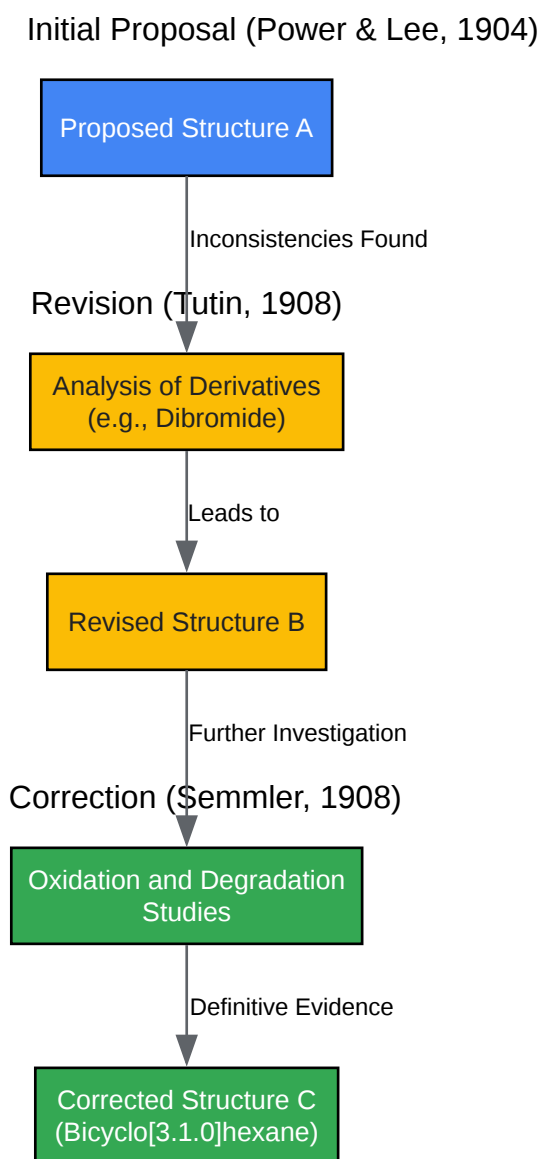 Initial Proposal (Power & Lee, 1904)
Proposed Structure A
Inconsistencies Found
Revision (Tutin, 1908)
Analysis of Derivatives
(e.g., Dibromide)
Leads to
Revised Structure B
Further Investigation
Correction (Semmler, 1908)
Oxidation and Degradation
Studies
Definitive Evidence
Corrected Structure C
(Bicyclo[3.1.0]hexane)